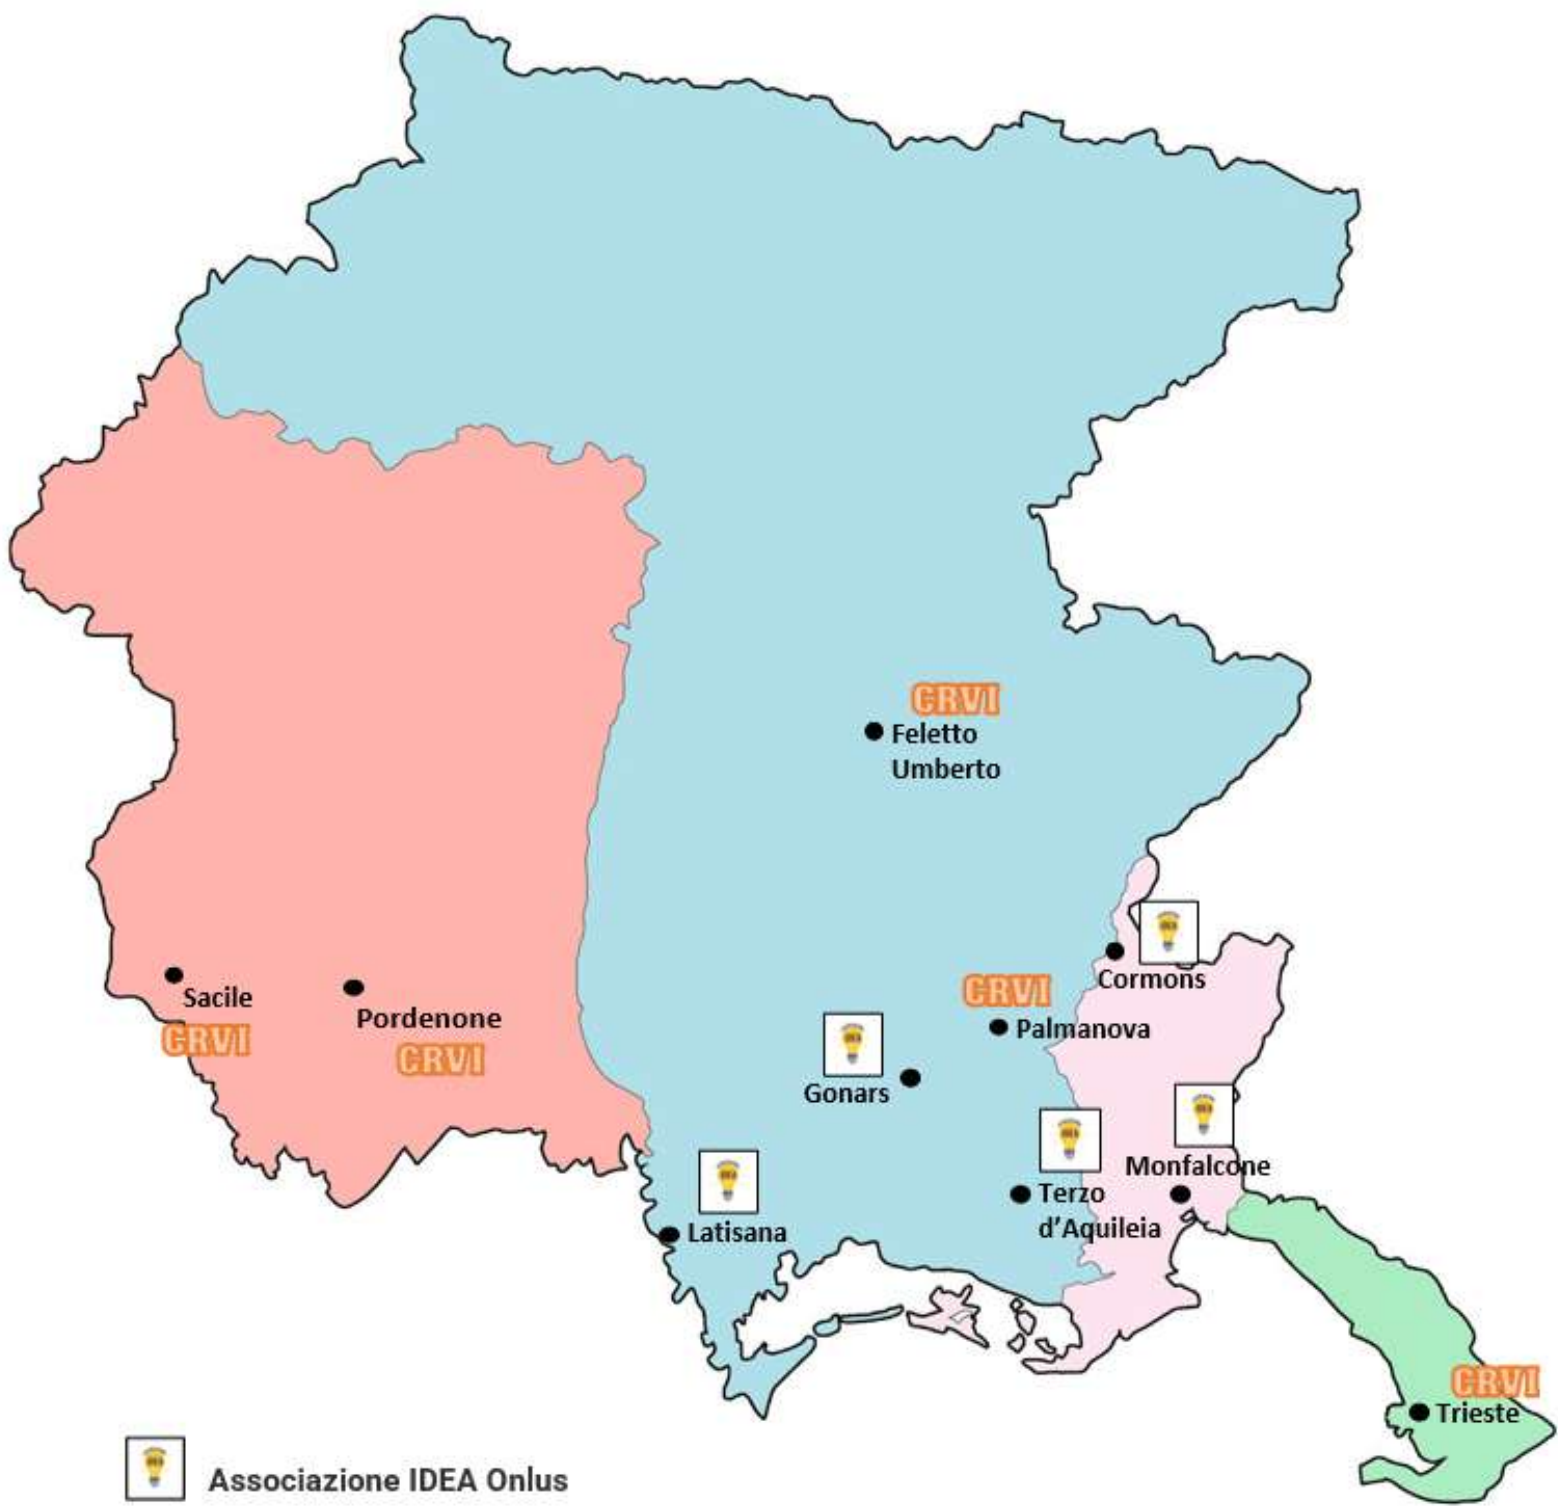 CRVI
Feletto
Umberto
Cormons
Sacile
CRVI
Pordenone
CRVI
CRVI
Palmanova
Gonars
Monfalcone
Terzo
d’Aquileia
Latisana
CRVI
Trieste
Associazione IDEA Onlus